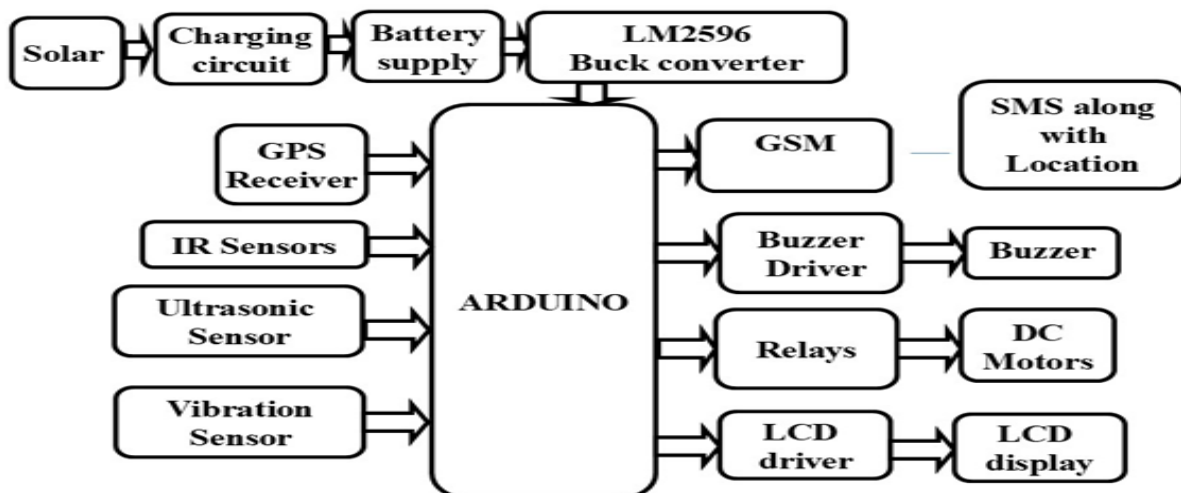 Solar
Charging
circuit
Battery
supply
LM2596
Buck converter
GPS
Receiver
IR Sensors
Ultrasonic
Sensor
Vibration
Sensor
ARDUINO
GSM
SMS along
with
Location
Buzzer
Driver
Buzzer
Relays
DC
Motors
LCD
driver
LCD
display